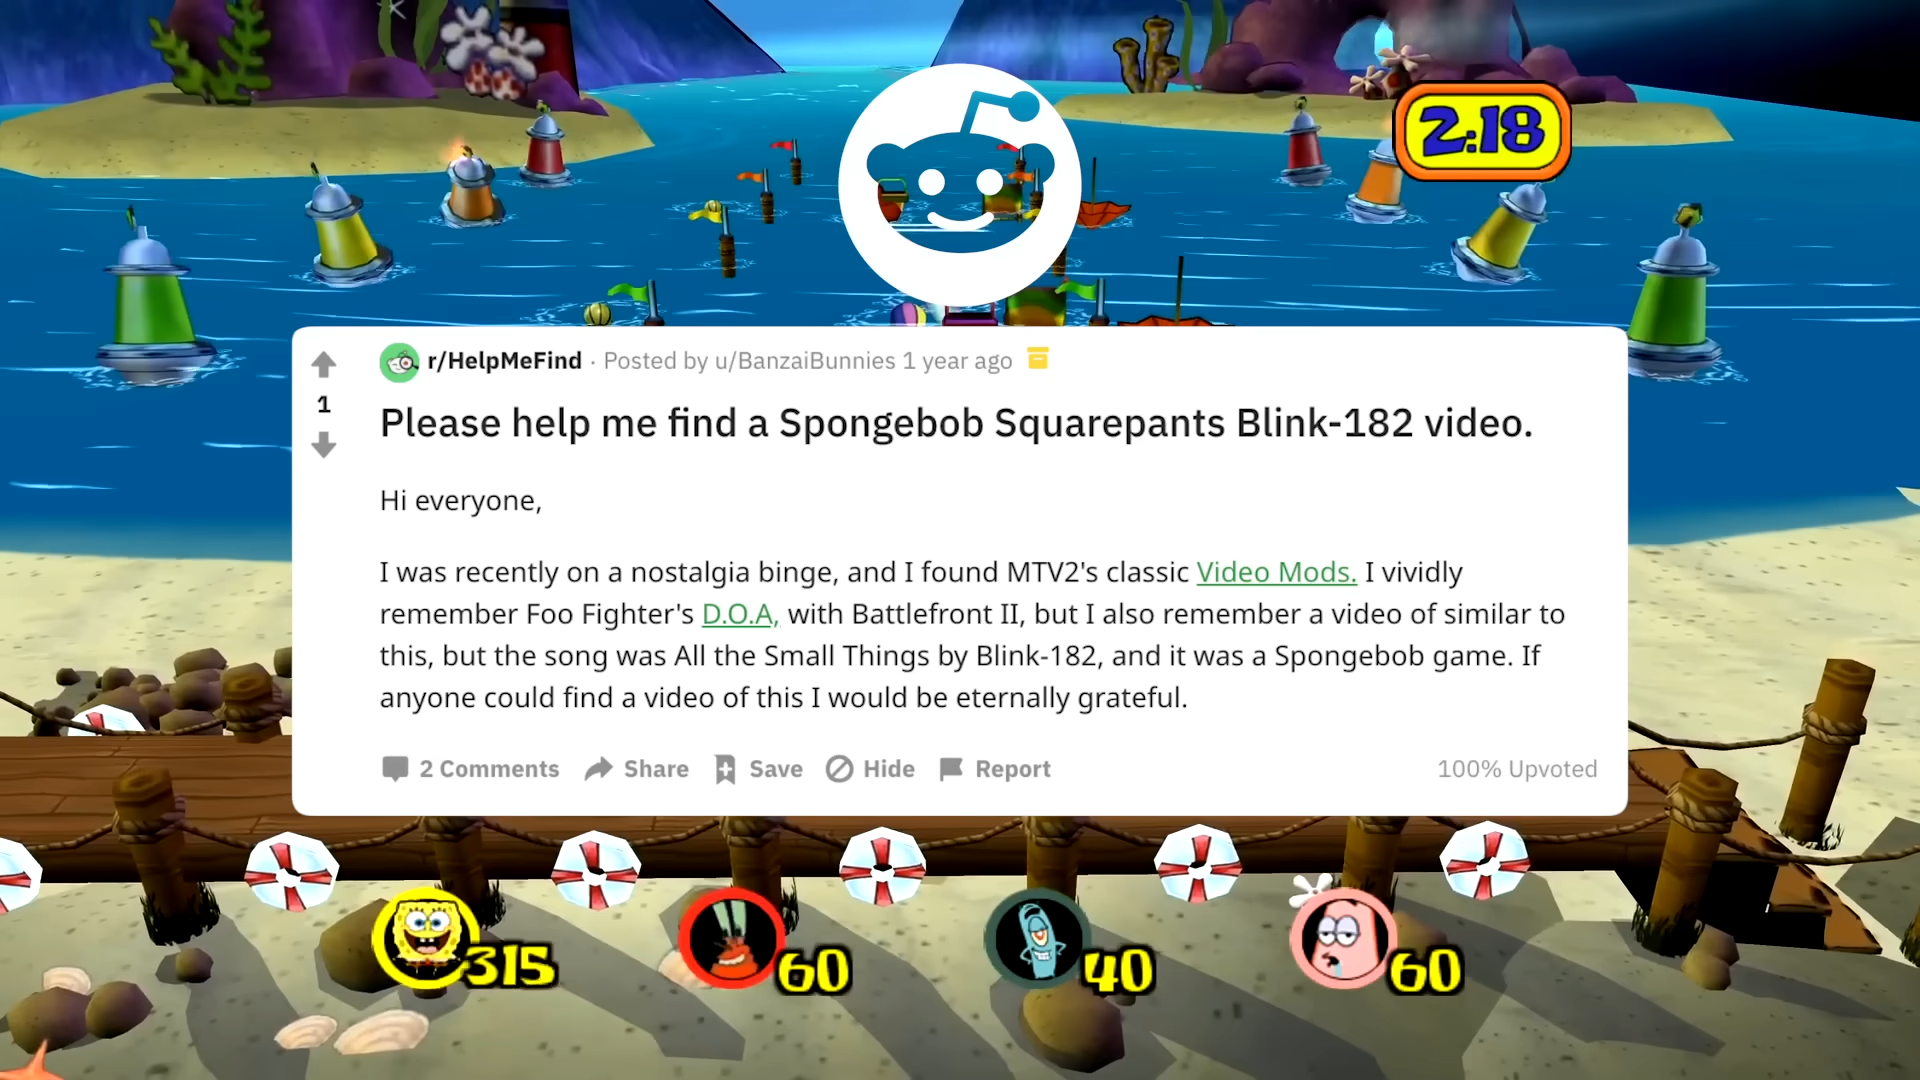 2:18
r/HelpMeFind · Posted by u/BanzaiBunnies 1 year ago
1
Please help me find a Spongebob Squarepants Blink-182 video.
Hi everyone,
I was recently on a nostalgia binge, and I found MTV2's classic Video Mods. I vividly
remember Foo Fighter's D.O.A, with Battlefront II, but I also remember a video of similar to
this, but the song was All the Small Things by Blink-182, and it was a Spongebob game. If
anyone could find a video of this I would be eternally grateful.
2 Comments Share Save Hide Report 100% Upvoted
315 60 40 60